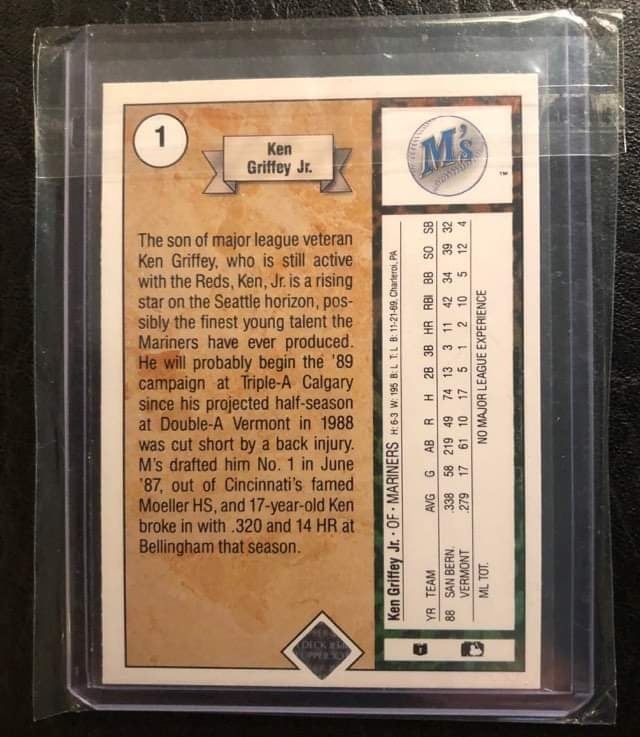 1
Ken
Griffey Jr.
The son of major league veteran
Ken Griffey, who is still active
with the Reds, Ken, Jr. is a rising
star on the Seattle horizon, pos-
sibly the finest young talent the
Mariners have ever produced.
He will probably begin the '89
campaign at Triple-A Calgary
since his projected half-season
at Double-A Vermont in 1988
was cut short by a back injury.
M's drafted him No. 1 in June
'87, out of Cincinnati's famed
Moeller HS, and 17-year-old Ken
broke in with .320 and 14 HR at
Bellingham that season.
M's
TM
Ken Griffey Jr. • OF • MARINERS H: 6-3 W: 195 B: L T: L B: 11-21-69, Charleroi, PA
YR TEAM AVG G AB R H 2B 3B HR RBI BB SO SB
88 SAN BERN. .338 58 219 49 74 13 3 11 42 34 39 32
VERMONT .279 17 61 10 17 5 1 2 10 5 12 4
ML TOT. NO MAJOR LEAGUE EXPERIENCE